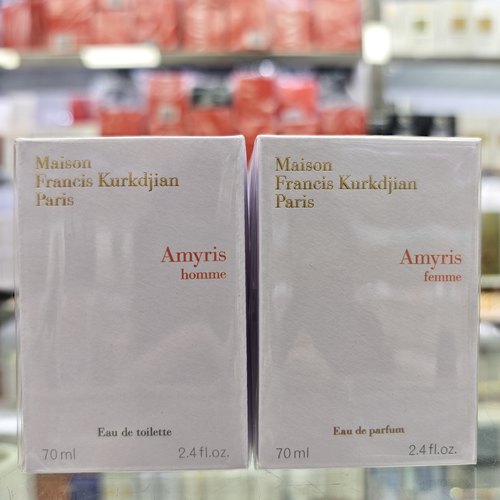 Maison
Francis Kurkdjian
Paris
Amyris
homme
Eau de toilette
70 ml
2.4 fl.oz.
Maison
Francis Kurkdjian
Paris
Amyris
femme
Eau de parfum
70 ml
2.4 fl.oz.